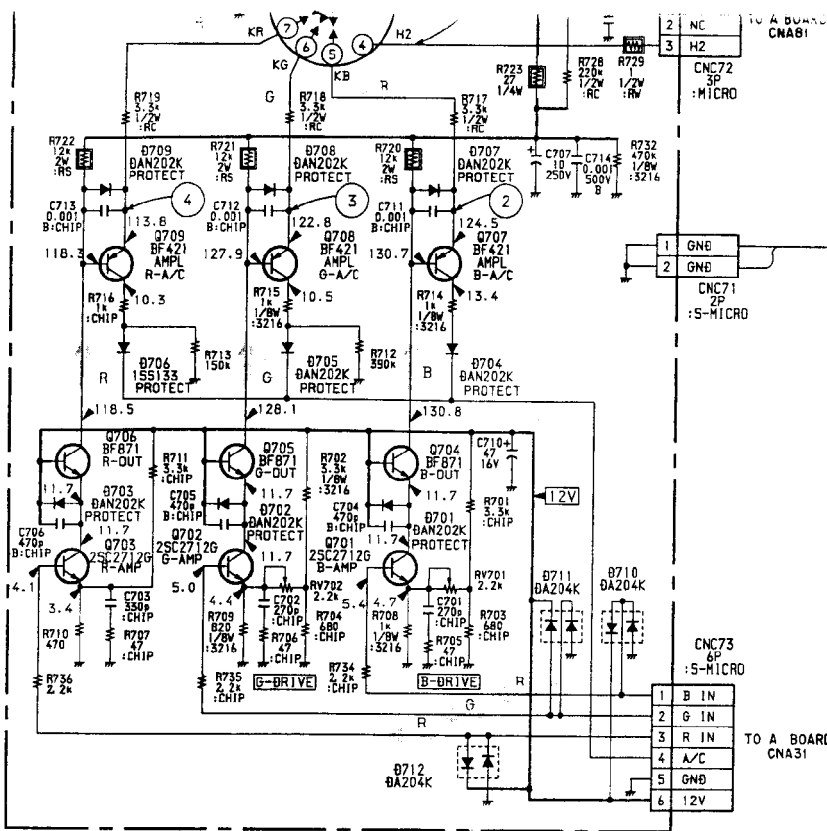 KR
7
6
5
4
H2
KG
KB
G
R
2 NC
3 H2
TO A BOARD
CNA81
CNC72
3P
:MICRO
R723
27
1/4W
R728
220k
1/2W
:RC
R729
1
1/2W
:RW
R719
3.3k
1/2W
:RC
R718
3.3k
1/2W
:RC
R717
3.3k
1/2W
:RC
R722
12k
2W
:RS
D709
DAN202K
PROTECT
R721
12k
2W
:RS
D708
DAN202K
PROTECT
R720
12k
2W
:RS
D707
DAN202K
PROTECT
C707
10
250V
C714
0.001
500V
B
R732
470k
1/8W
:3216
C713
0.001
B:CHIP
4
C712
0.001
B:CHIP
3
C711
0.001
B:CHIP
2
113.8
122.8
124.5
118.3
Q709
BF421
AMPL
R-A/C
127.9
Q708
BF421
AMPL
G-A/C
130.7
Q707
BF421
AMPL
B-A/C
1 GND
2 GND
CNC71
2P
:S-MICRO
10.3
10.5
13.4
R716
1k
:CHIP
R715
1k
1/8W
:3216
R714
1k
1/8W
:3216
R713
150k
R712
390k
D706
1SS133
PROTECT
D705
DAN202K
PROTECT
D704
DAN202K
PROTECT
R
G
B
118.5
128.1
130.8
Q706
BF871
R-OUT
R711
3.3k
:CHIP
Q705
BF871
G-OUT
R702
3.3k
1/8W
:3216
Q704
BF871
B-OUT
C710
47
16V
12V
11.7
11.7
11.7
D703
DAN202K
PROTECT
C705
470p
B:CHIP
D702
DAN202K
PROTECT
C704
470p
B:CHIP
D701
DAN202K
PROTECT
R701
3.3k
:CHIP
C706
470p
B:CHIP
11.7
11.7
11.7
Q703
2SC2712G
R-AMP
Q702
2SC2712G
G-AMP
Q701
2SC2712G
B-AMP
4.1
5.0
5.4
3.4
4.4
4.7
RV702
2.2k
RV701
2.2k
D711
DA204K
D710
DA204K
C703
330p
:CHIP
C702
270p
:CHIP
C701
270p
:CHIP
R710
470
R707
47
:CHIP
R709
820
1/8W
:3216
R706
47
:CHIP
R704
680
:CHIP
R708
1k
1/8W
:3216
R705
47
:CHIP
R703
680
:CHIP
R736
2.2k
R735
2.2k
:CHIP
G-DRIVE
R734
2.2k
:CHIP
B-DRIVE
R
G
R
D712
DA204K
CNC73
6P
:S-MICRO
1 B IN
2 G IN
3 R IN
4 A/C
5 GND
6 12V
TO A BOARD
CNA31